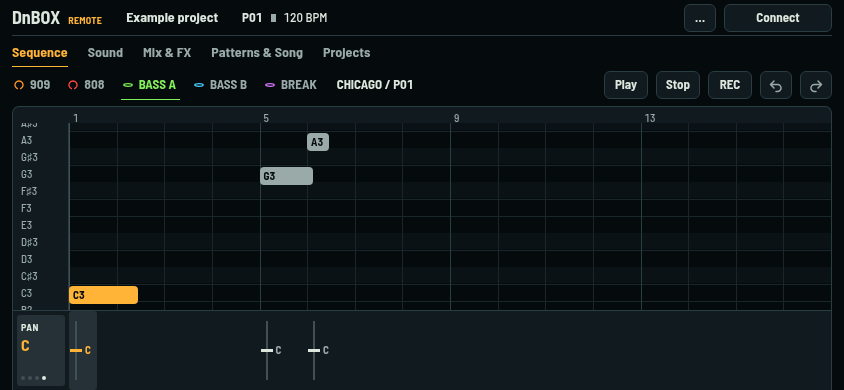 DnBOX REMOTE Example project P01 120 BPM ... Connect
Sequence Sound Mix & FX Patterns & Song Projects
909 808 BASS A BASS B BREAK CHICAGO / P01 Play Stop REC
1 5 9 13
A♯3
A3 A3
G♯3
G3 G3
F♯3
F3
E3
D♯3
D3
C♯3
C3 C3
B2
PAN
C C C C